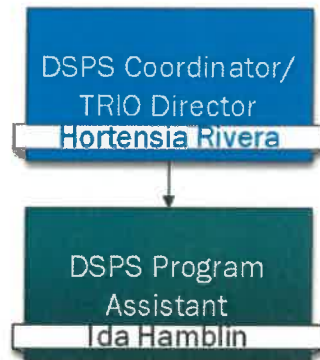 DSPS Coordinator/
TRIO Director
Hortensia Rivera
DSPS Program
Assistant
Ida Hamblin